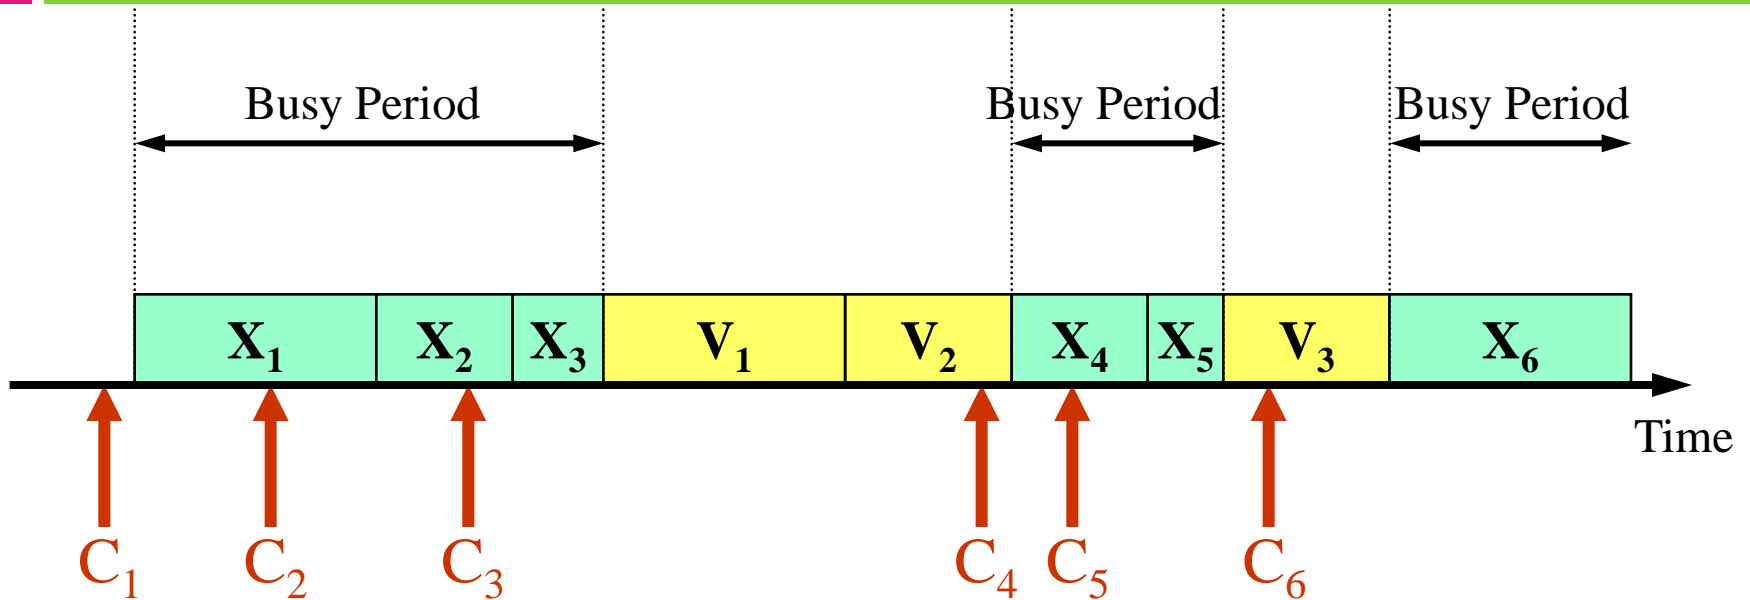 Busy Period Busy Period Busy Period
X₁ X₂ X₃ V₁ V₂ X₄ X₅ V₃ X₆
Time
C₁ C₂ C₃ C₄ C₅ C₆